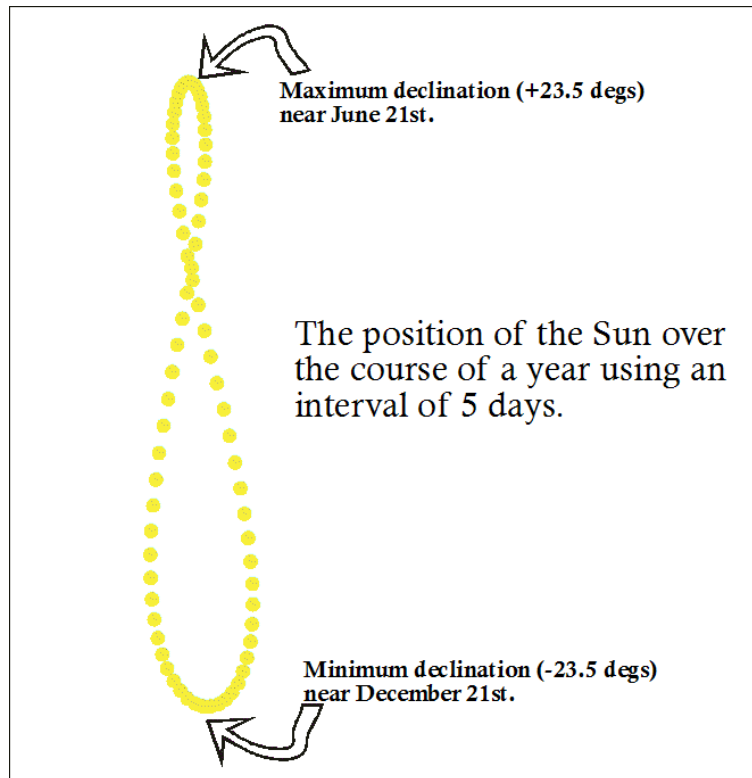 Maximum declination (+23.5 degs)
near June 21st.
The position of the Sun over
the course of a year using an
interval of 5 days.
Minimum declination (-23.5 degs)
near December 21st.